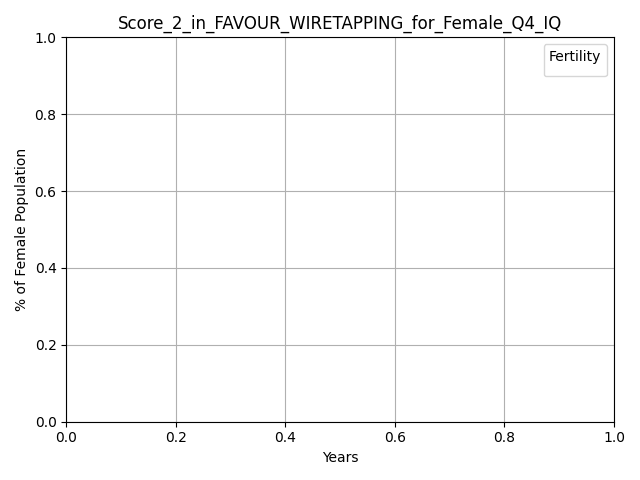 Score_2_in_FAVOUR_WIRETAPPING_for_Female_Q4_IQ
Fertility
% of Female Population
1.0
0.8
0.6
0.4
0.2
0.0
0.0 0.2 0.4 0.6 0.8 1.0
Years